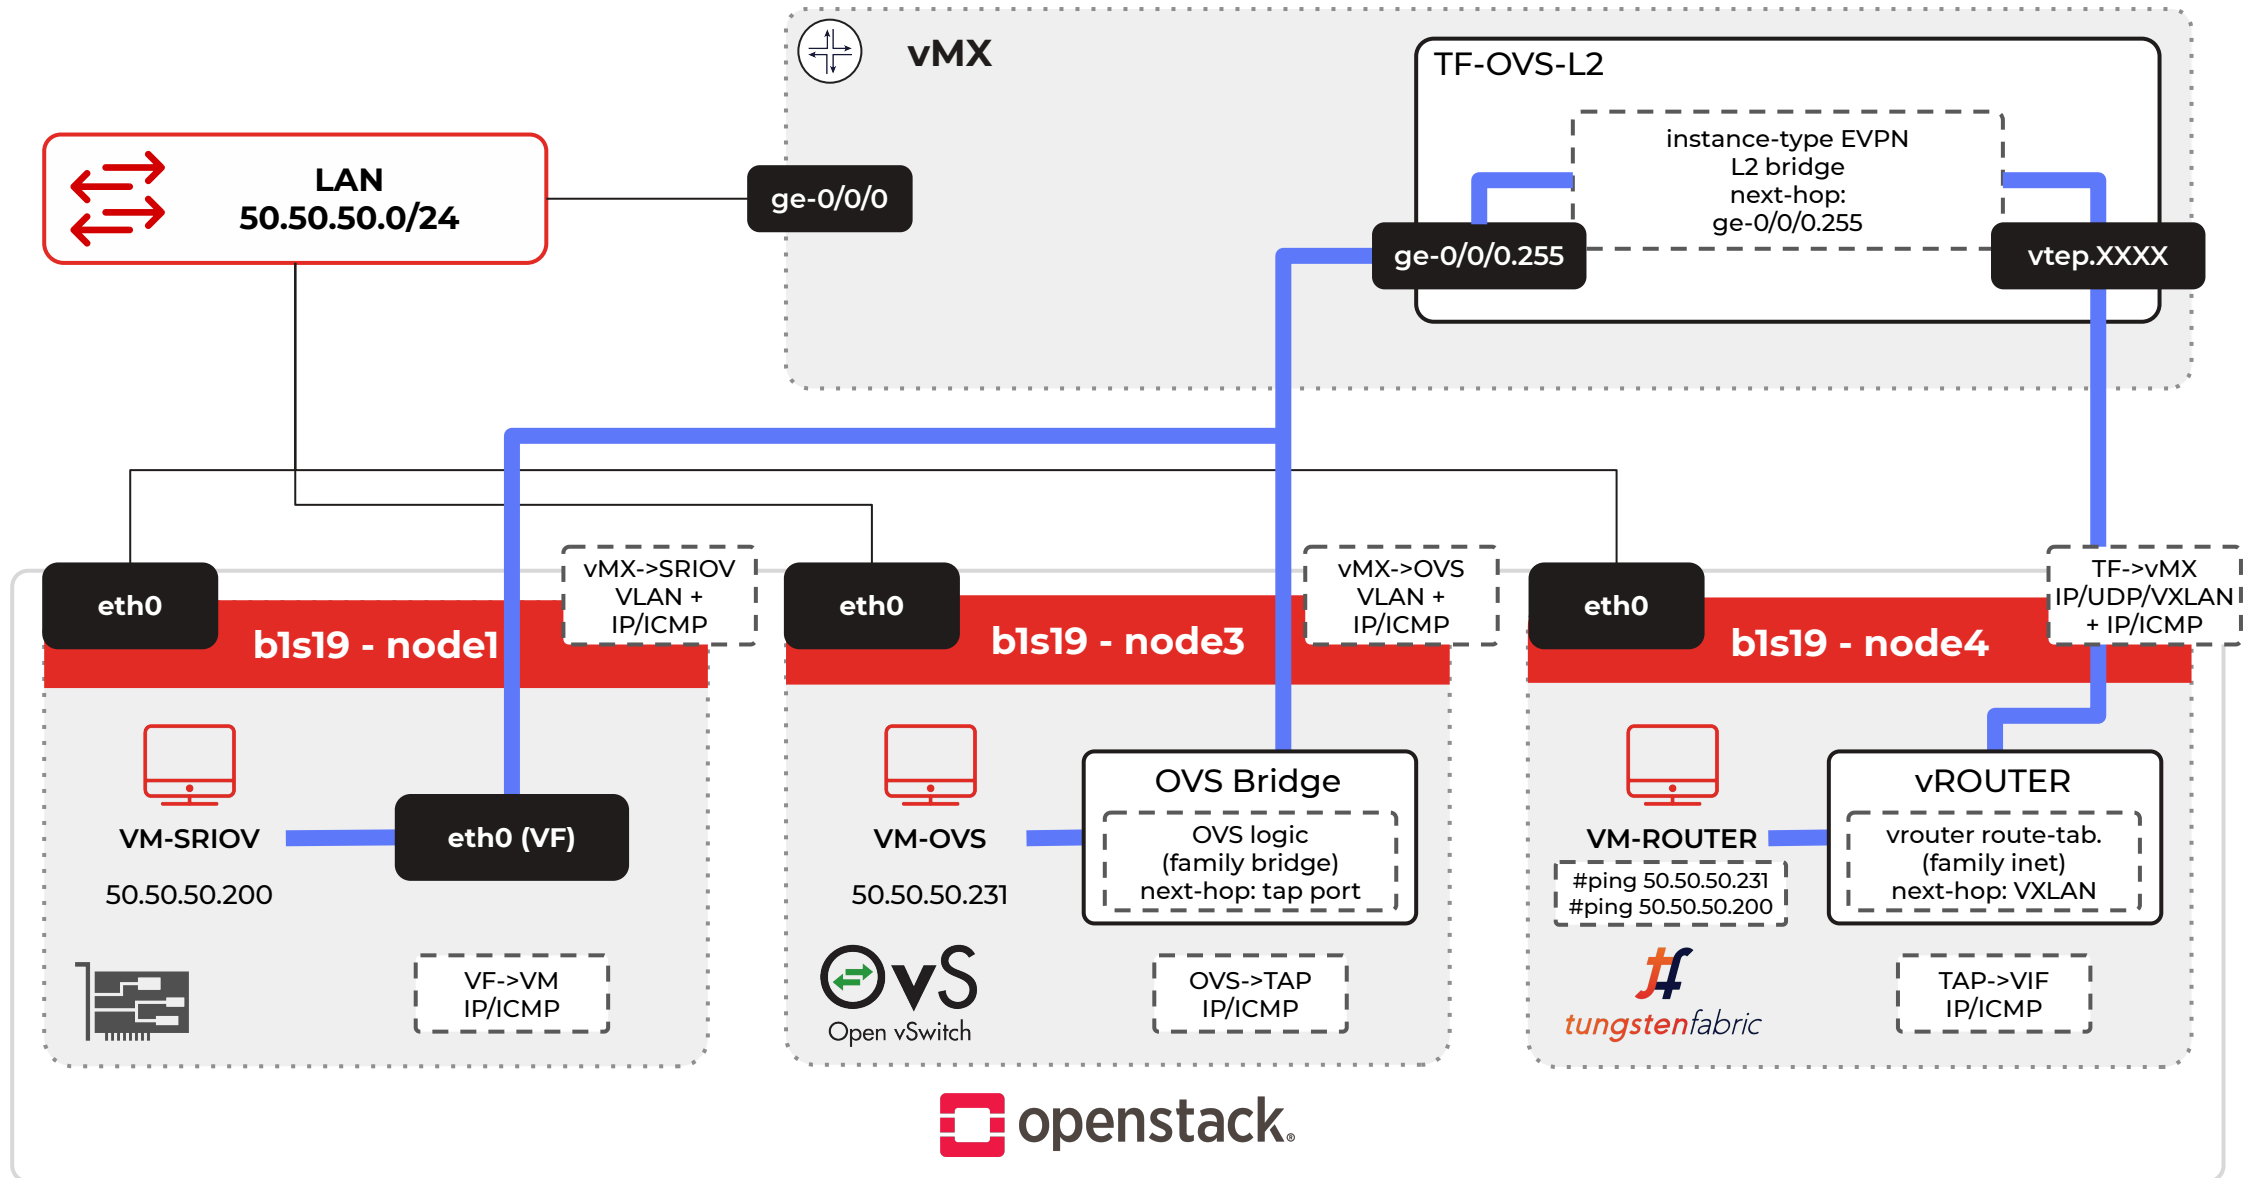 vMX
TF-OVS-L2
instance-type EVPN
L2 bridge
next-hop:
ge-0/0/0.255
LAN
50.50.50.0/24
ge-0/0/0
ge-0/0/0.255
vtep.XXXX
eth0
vMX->SRIOV
VLAN +
IP/ICMP
b1s19 - node1
eth0
vMX->OVS
VLAN +
IP/ICMP
b1s19 - node3
eth0
TF->vMX
IP/UDP/VXLAN
+ IP/ICMP
b1s19 - node4
VM-SRIOV
50.50.50.200
eth0 (VF)
VF->VM
IP/ICMP
VM-OVS
50.50.50.231
OVS Bridge
OVS logic
(family bridge)
next-hop: tap port
OvS
Open vSwitch
OVS->TAP
IP/ICMP
VM-ROUTER
#ping 50.50.50.231
#ping 50.50.50.200
vROUTER
vrouter route-tab.
(family inet)
next-hop: VXLAN
tf
tungstenfabric
TAP->VIF
IP/ICMP
openstack®